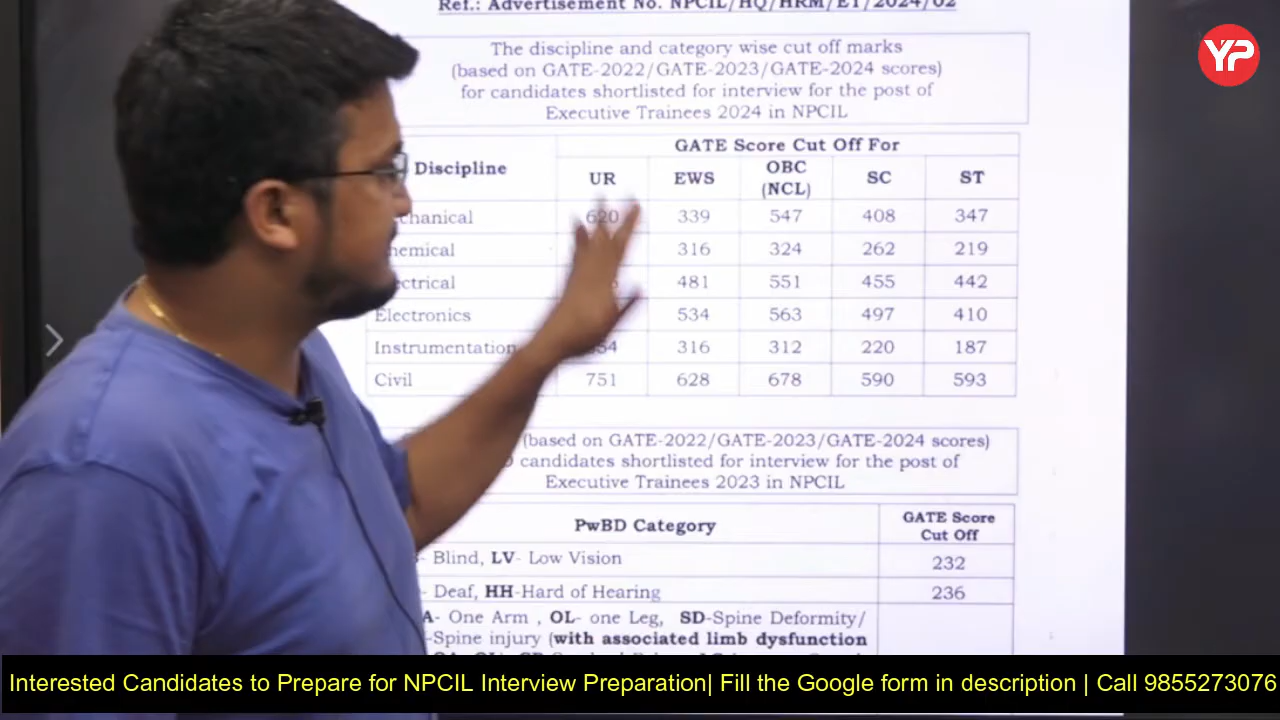 Ref.: Advertisement No. NPCIL/HQ/HRM/ET/2024/02
YP
The discipline and category wise cut off marks
(based on GATE-2022/GATE-2023/GATE-2024 scores)
for candidates shortlisted for interview for the post of
Executive Trainees 2024 in NPCIL
Discipline GATE Score Cut Off For
UR EWS OBC (NCL) SC ST
chanical 620 339 547 408 347
hemical 316 324 262 219
ctrical 481 551 455 442
Electronics 534 563 497 410
Instrumentation 54 316 312 220 187
Civil 751 628 678 590 593
(based on GATE-2022/GATE-2023/GATE-2024 scores)
candidates shortlisted for interview for the post of
Executive Trainees 2023 in NPCIL
PwBD Category GATE Score Cut Off
- Blind, LV- Low Vision 232
- Deaf, HH-Hard of Hearing 236
A- One Arm , OL- one Leg, SD-Spine Deformity/
-Spine injury (with associated limb dysfunction
Interested Candidates to Prepare for NPCIL Interview Preparation| Fill the Google form in description | Call 9855273076